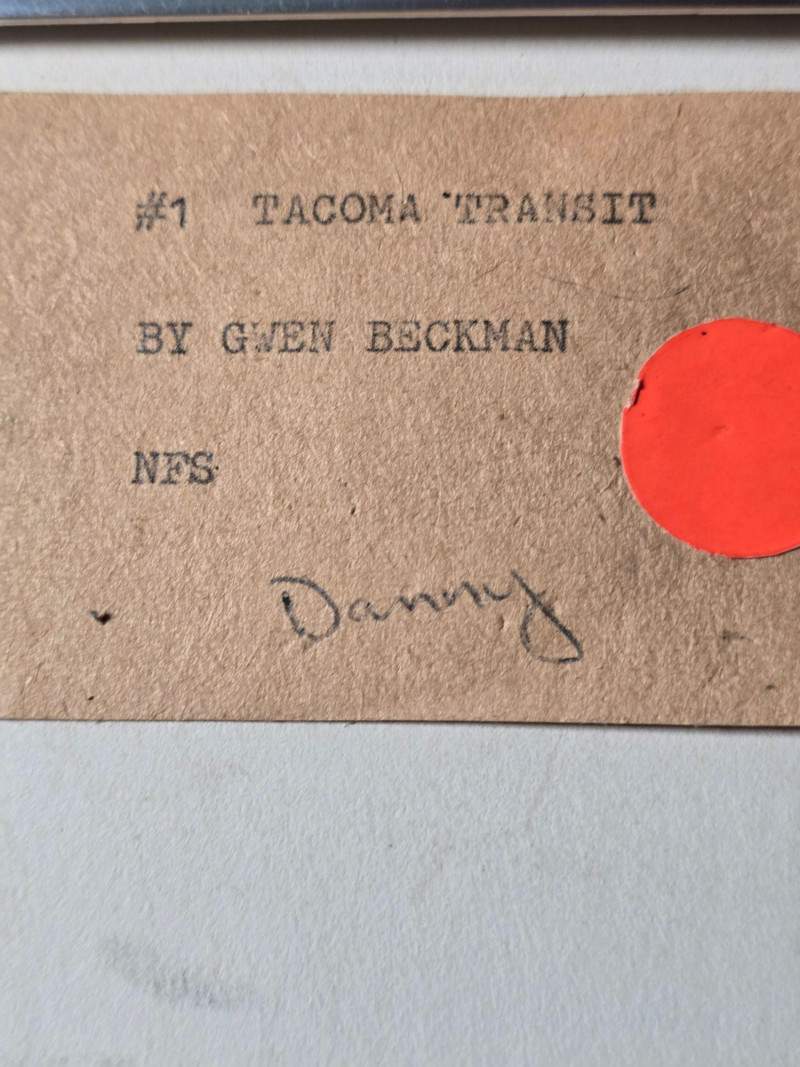 #1 TACOMA TRANSIT
BY GWEN BECKMAN
NFS
Danny